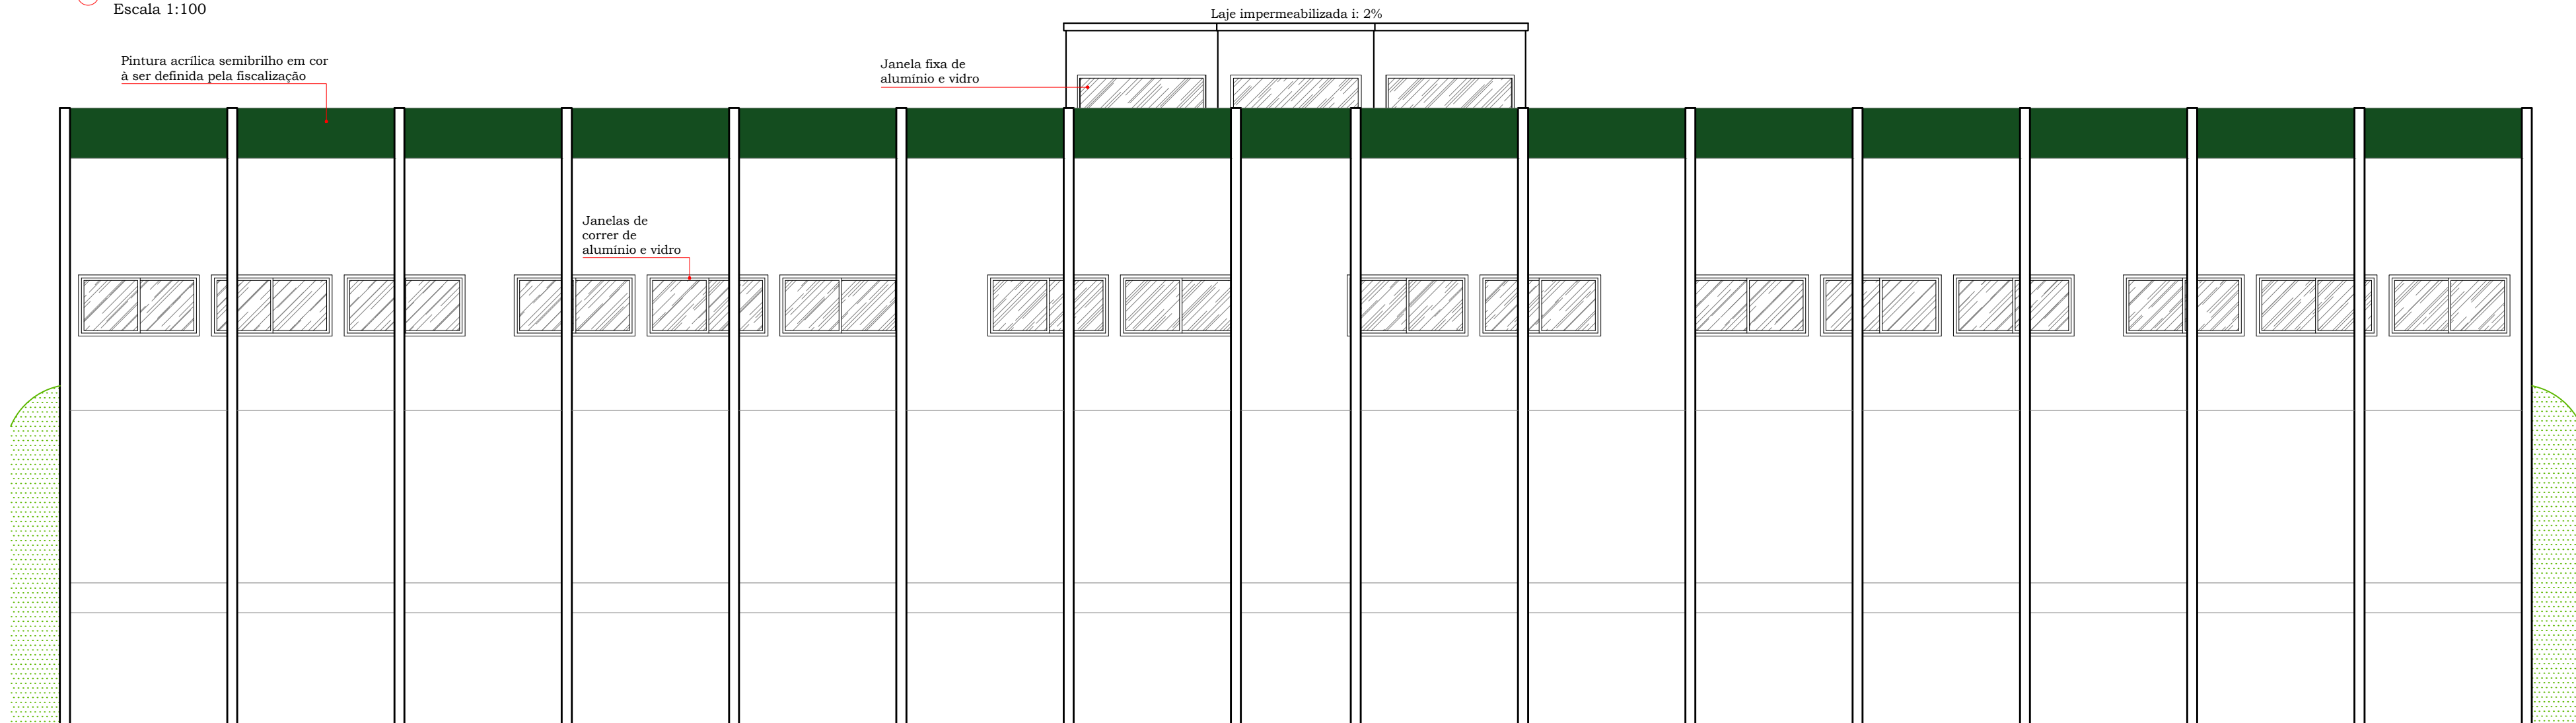 Escala 1:100
Laje impermeabilizada i: 2%
Pintura acrílica semibrilho em cor
à ser definida pela fiscalização
Janela fixa de
alumínio e vidro
Janelas de
correr de
alumínio e vidro